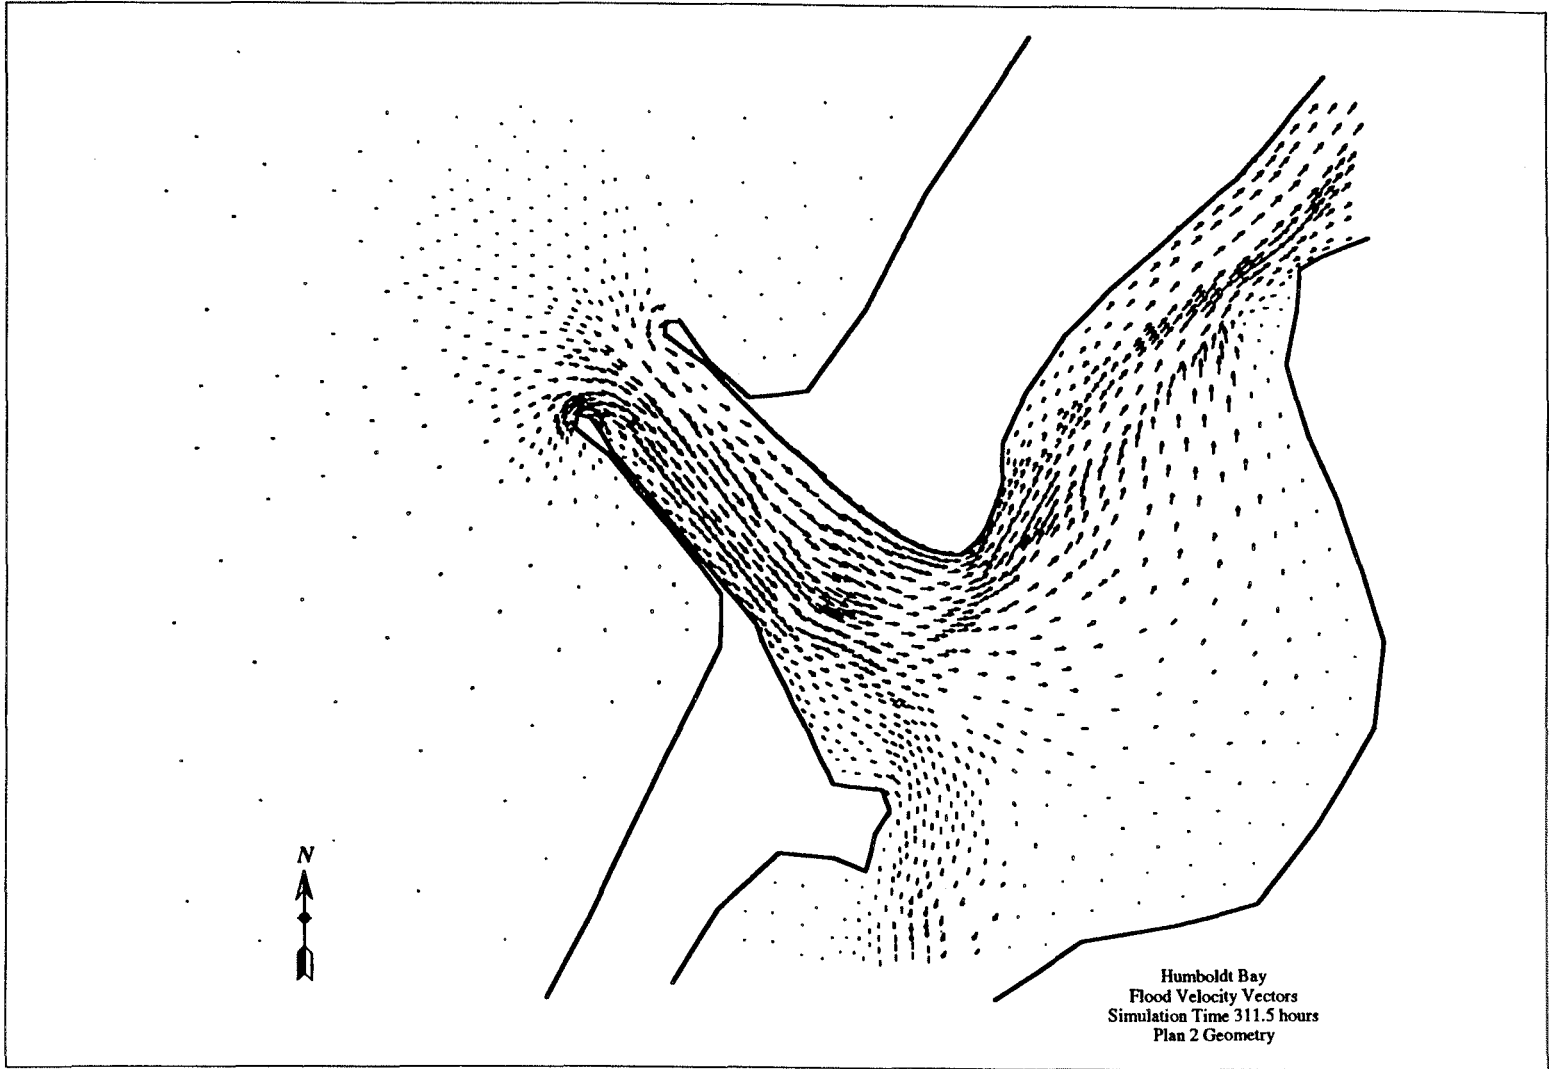 N
Humboldt Bay
Flood Velocity Vectors
Simulation Time 311.5 hours
Plan 2 Geometry